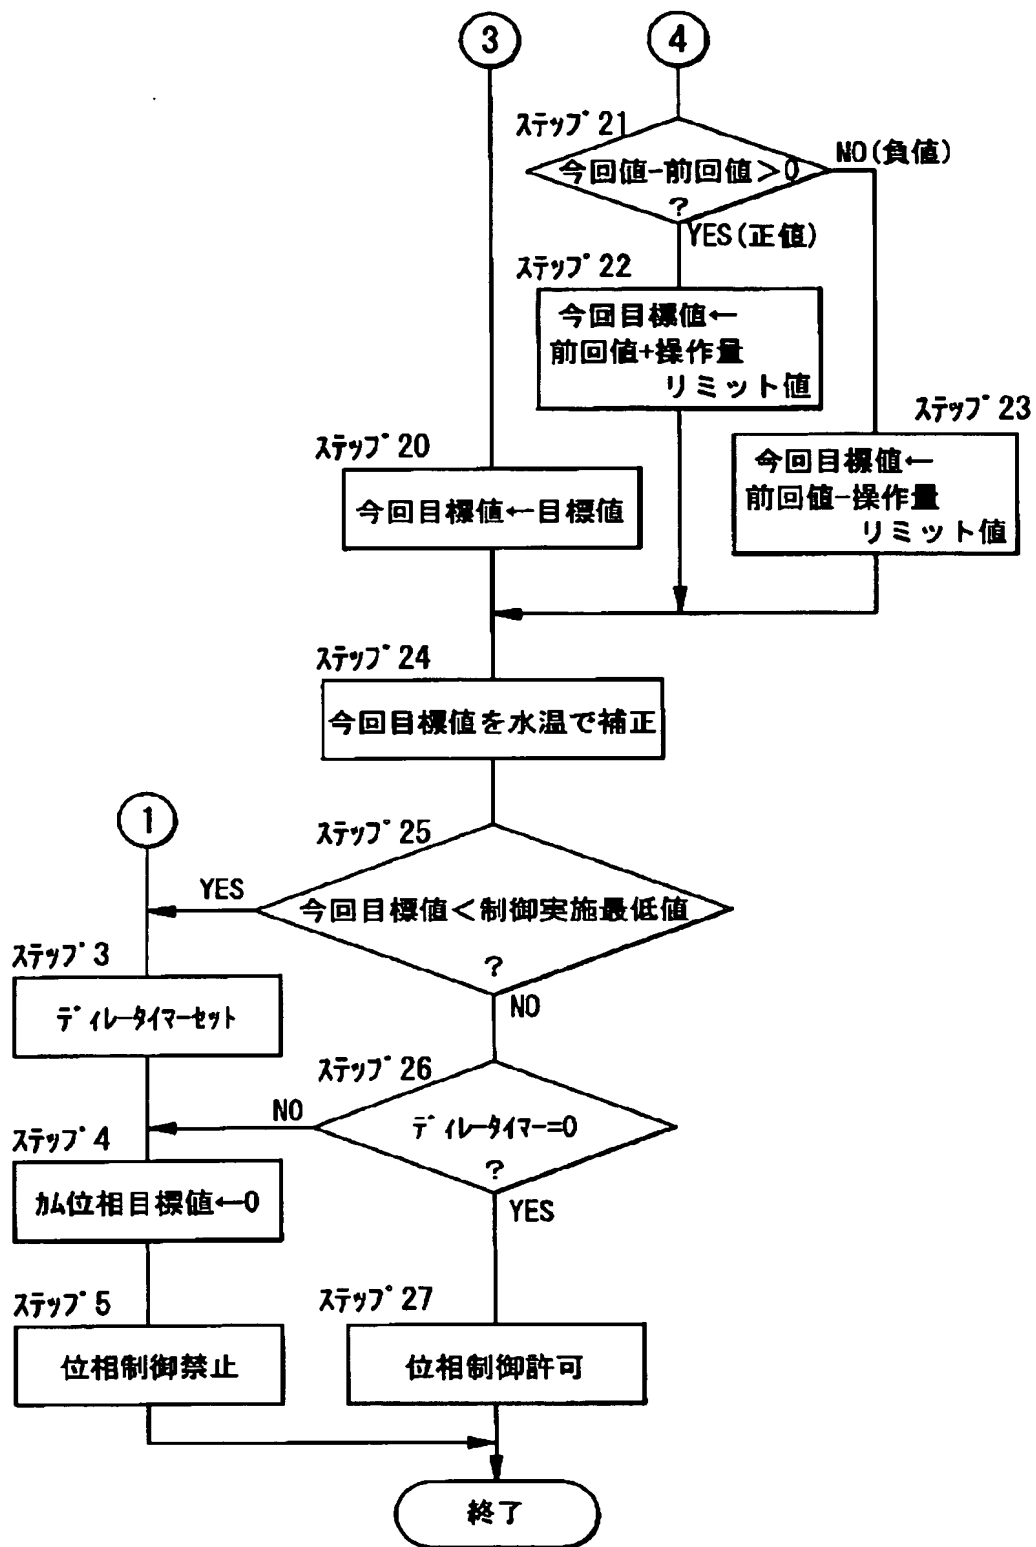 3
4
ステップ21
今回値-前回値>0
?
NO(負値)
YES(正値)
ステップ22
今回目標値←
前回値+操作量
リミット値
ステップ23
今回目標値←
前回値-操作量
リミット値
ステップ20
今回目標値←目標値
ステップ24
今回目標値を水温で補正
1
ステップ25
YES
今回目標値<制御実施最低値
?
NO
ステップ3
ディレータイマーセット
ステップ26
NO
ディレータイマー=0
?
YES
ステップ4
カム位相目標値←0
ステップ5
位相制御禁止
ステップ27
位相制御許可
終了